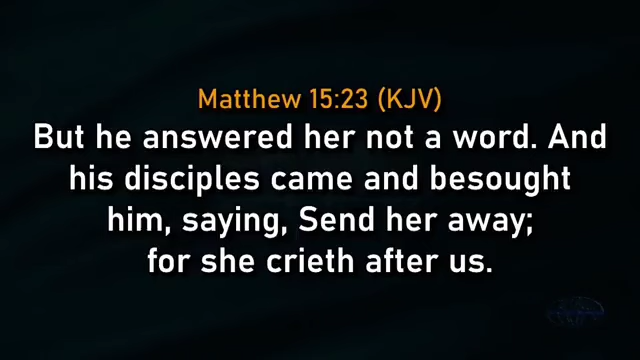 Matthew 15:23 (KJV)
But he answered her not a word. And
his disciples came and besought
him, saying, Send her away;
for she crieth after us.